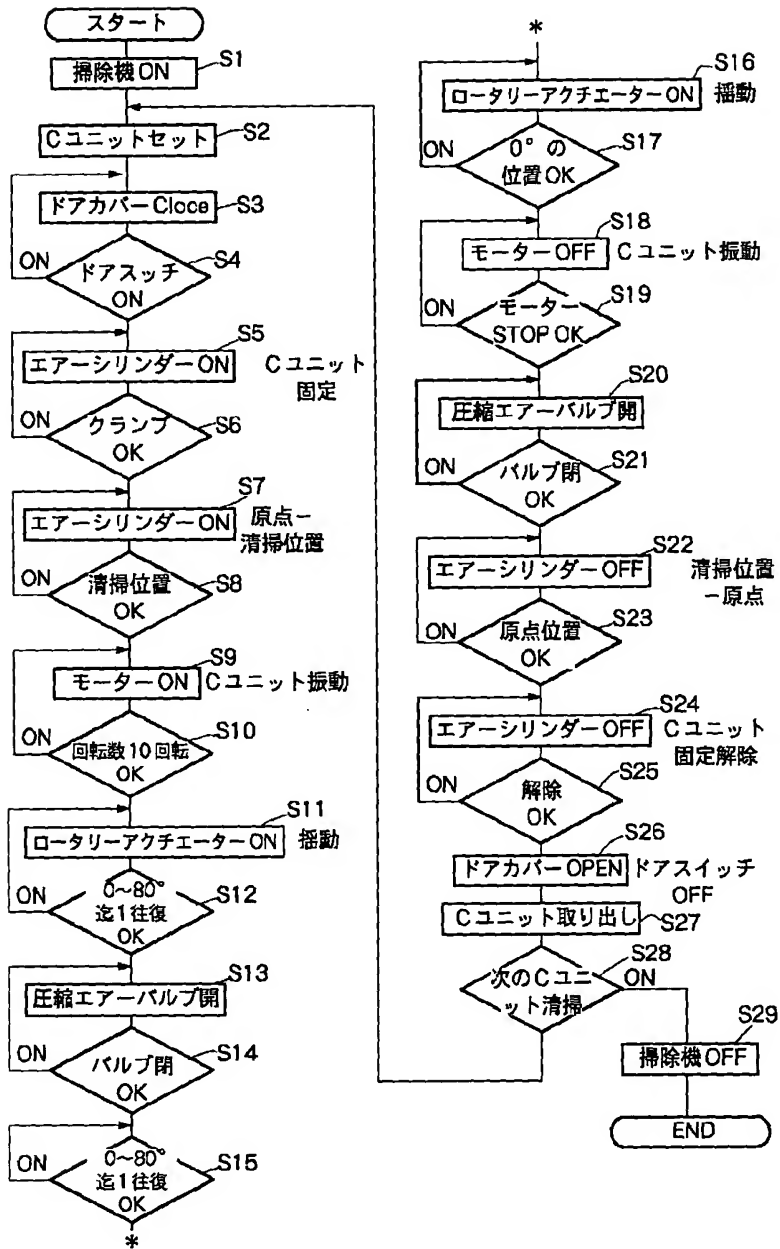 スタート
掃除機ON
S1
Cユニットセット
S2
ドアカバーCloce
S3
ドアスッチ
ON
S4
ON
エアーシリンダーON
S5
Cユニット
固定
クランプ
OK
S6
ON
エアーシリンダーON
S7
原点−
清掃位置
清掃位置
OK
S8
ON
モーターON
S9
Cユニット振動
回転数10回転
OK
S10
ON
ロータリーアクチエーターON
S11
揺動
0〜80°
迄1往復
OK
S12
ON
圧縮エアーバルブ開
S13
バルブ閉
OK
S14
ON
0〜80°
迄1往復
OK
S15
ON
*
*
ロータリーアクチエーターON
S16
揺動
0°の
位置OK
S17
ON
モーターOFF
S18
Cユニット振動
モーター
STOP OK
S19
ON
圧縮エアーバルブ開
S20
バルブ閉
OK
S21
ON
エアーシリンダーOFF
S22
清掃位置
−原点
原点位置
OK
S23
ON
エアーシリンダーOFF
S24
Cユニット
固定解除
解除
OK
S25
ON
ドアカバーOPEN
S26
ドアスイッチ
OFF
Cユニット取り出し
S27
次のCユニ
ット清掃
S28
ON
掃除機OFF
S29
END